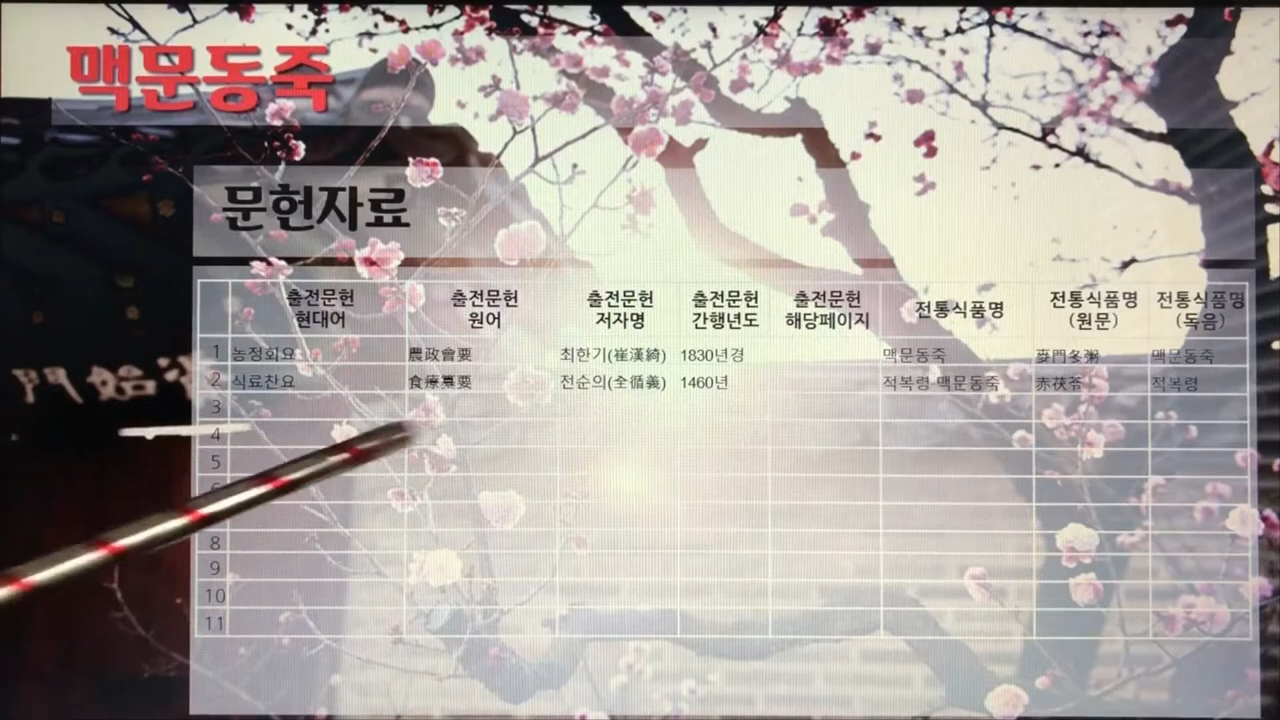 맥문동죽
문헌자료
출전문헌 현대어 출전문헌 원어 출전문헌 저자명 출전문헌 간행년도 출전문헌 해당페이지 전통식품명 전통식품명 (원문) 전통식품명 (독음)
1 농정회요 農政會要 최한기(崔漢綺) 1830년경 맥문동죽 麥門冬粥 맥문동죽
2 식료찬요 食療纂要 전순의(全循義) 1460년 적복령 맥문동죽 赤茯苓 적복령
3
4
5
8
9
10
11
門 始